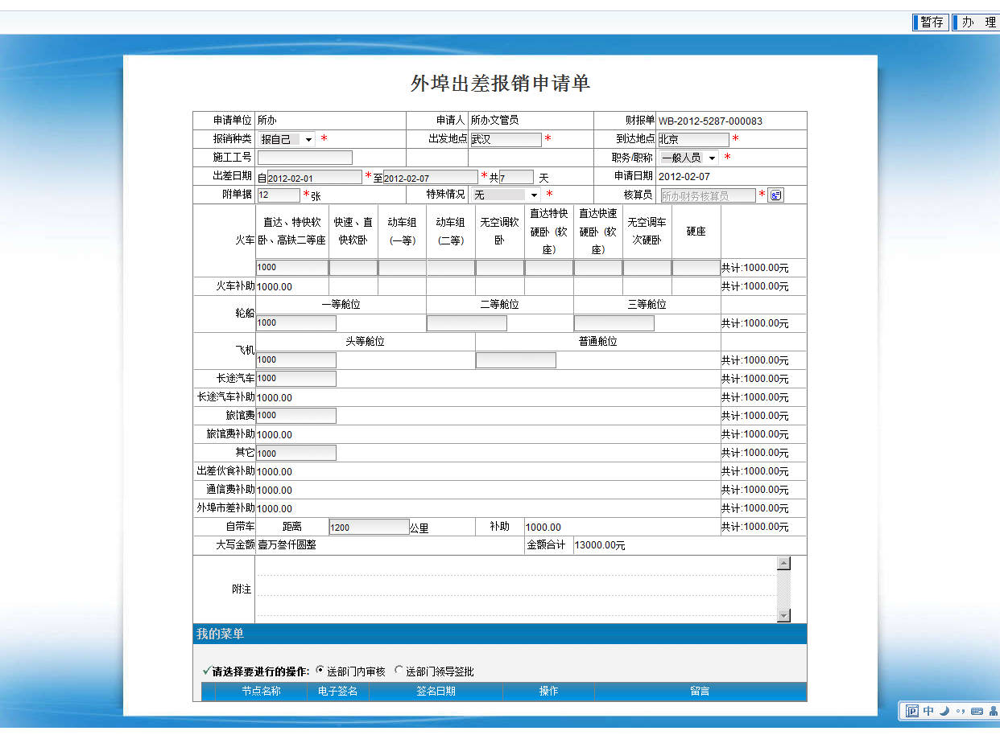 暂存 办 理
外埠出差报销申请单
申请单位 所办 申请人 所办文管员 财报单 WB-2012-5287-000083
报销种类 报自己 * 出发地点 武汉 * 到达地点 北京 *
施工工号 职务/职称 一般人员 *
出差日期 自 2012-02-01 * 至 2012-02-07 * 共 7 天 申请日期 2012-02-07
附单据 12 * 张 特殊情况 无 * 核算员 所办财务核算员 *
火车 直达、特快软卧、高铁二等座 快速、直快软卧 动车组(一等) 动车组(二等) 无空调软卧 直达特快硬卧(软座) 直达快速硬卧(软座) 无空调车次硬卧 硬座
1000 共计:1000.00元
火车补助 1000.00 共计:1000.00元
轮船 一等舱位 二等舱位 三等舱位
1000 共计:1000.00元
飞机 头等舱位 普通舱位
1000 共计:1000.00元
长途汽车 1000 共计:1000.00元
长途汽车补助 1000.00 共计:1000.00元
旅馆费 1000 共计:1000.00元
旅馆费补助 1000.00 共计:1000.00元
其它 1000 共计:1000.00元
出差伙食补助 1000.00 共计:1000.00元
通信费补助 1000.00 共计:1000.00元
外埠市差补助 1000.00 共计:1000.00元
自带车 距离 1200 公里 补助 1000.00 共计:1000.00元
大写金额 壹万叁仟圆整 金额合计 13000.00元
附注
我的菜单
✓请选择要进行的操作: 送部门内审核 送部门领导签批
节点名称 电子签名 签名日期 操作 留言
中